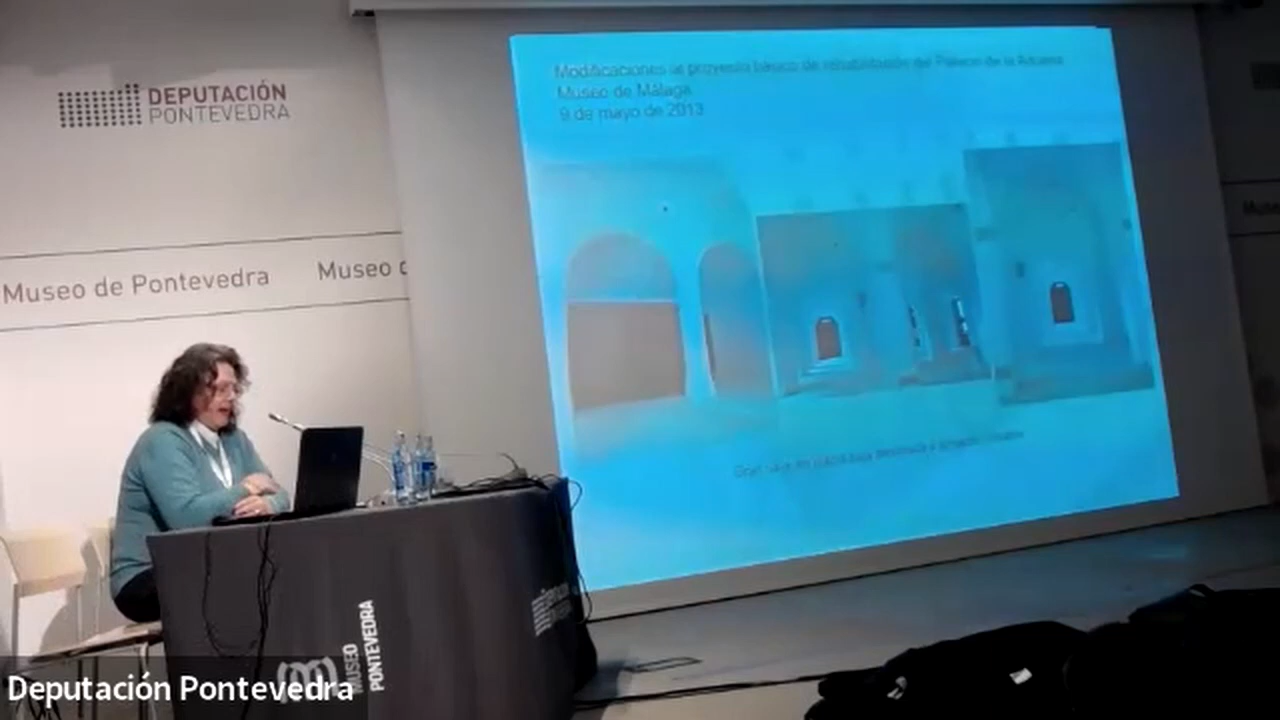 DEPUTACIÓN
PONTEVEDRA
Museo de Pontevedra
Museo
Modificaciones al proyecto básico de rehabilitación del Palacio de la Aduana
Museo de Málaga
9 de mayo de 2013
MUSEO
PONTEVEDRA
Deputación Pontevedra